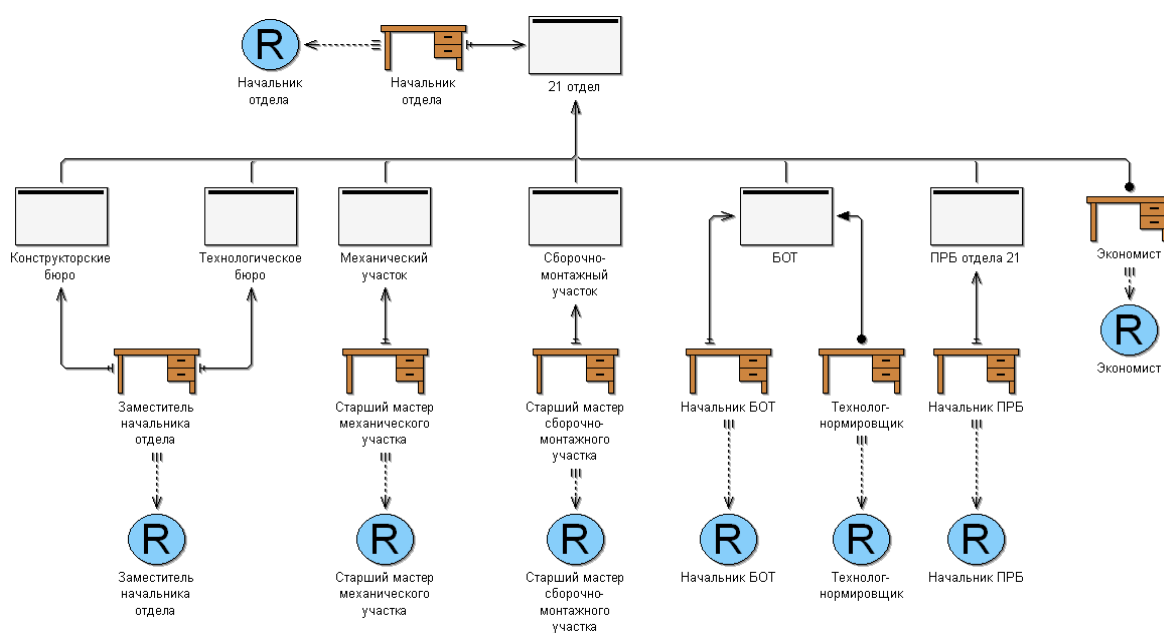 R
Начальник
отдела
Начальник
отдела
21 отдел
Конструкторские
бюро
Технологическое
бюро
Механический
участок
Сборочно-
монтажный
участок
БОТ
ПРБ отдела 21
Экономист
R
Экономист
Заместитель
начальника
отдела
Старший мастер
механического
участка
Старший мастер
сборочно-
монтажного
участка
Начальник БОТ
Технолог-
нормировщик
Начальник ПРБ
R
Заместитель
начальника
отдела
R
Старший мастер
механического
участка
R
Старший мастер
сборочно-
монтажного
участка
R
Начальник БОТ
R
Технолог-
нормировщик
R
Начальник ПРБ